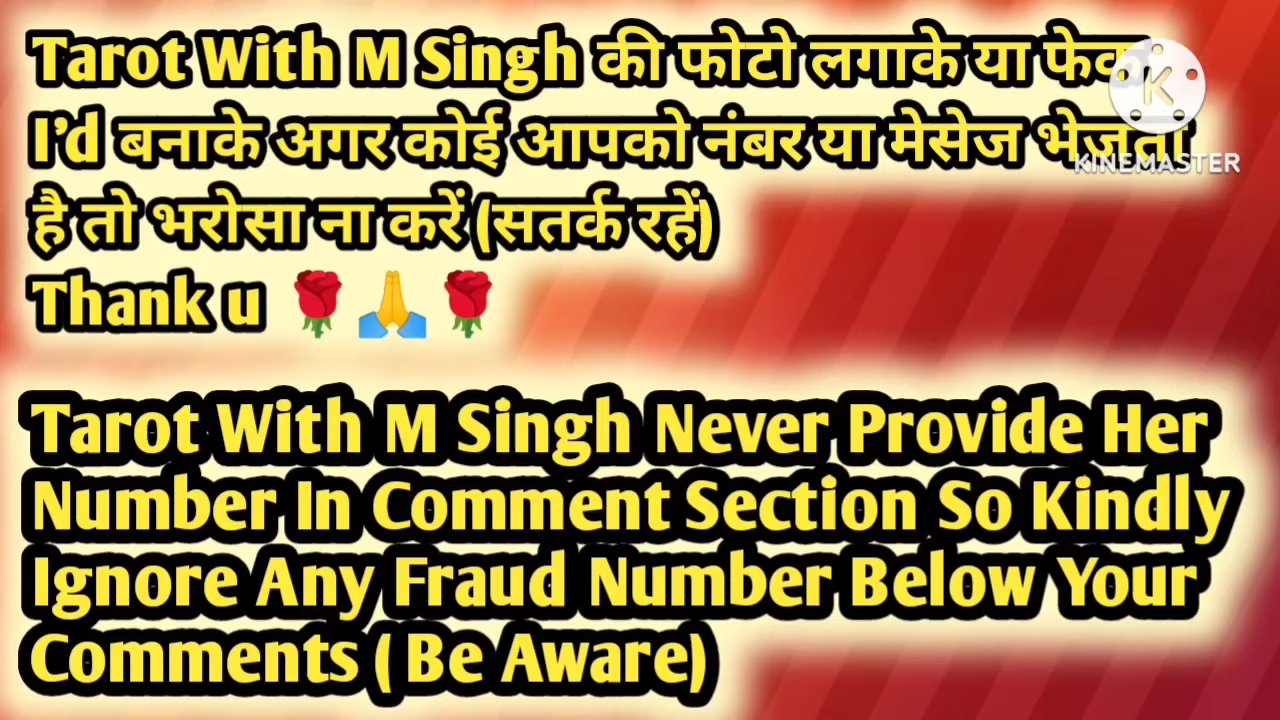 Tarot With M Singh की फोटो लगाके या फेक
I'd बनाके अगर कोई आपको नंबर या मेसेज भेजता
है तो भरोसा ना करें (सतर्क रहें)
Thank u 🌹🙏🌹
Tarot With M Singh Never Provide Her
Number In Comment Section So Kindly
Ignore Any Fraud Number Below Your
Comments ( Be Aware)
K
KINEMASTER